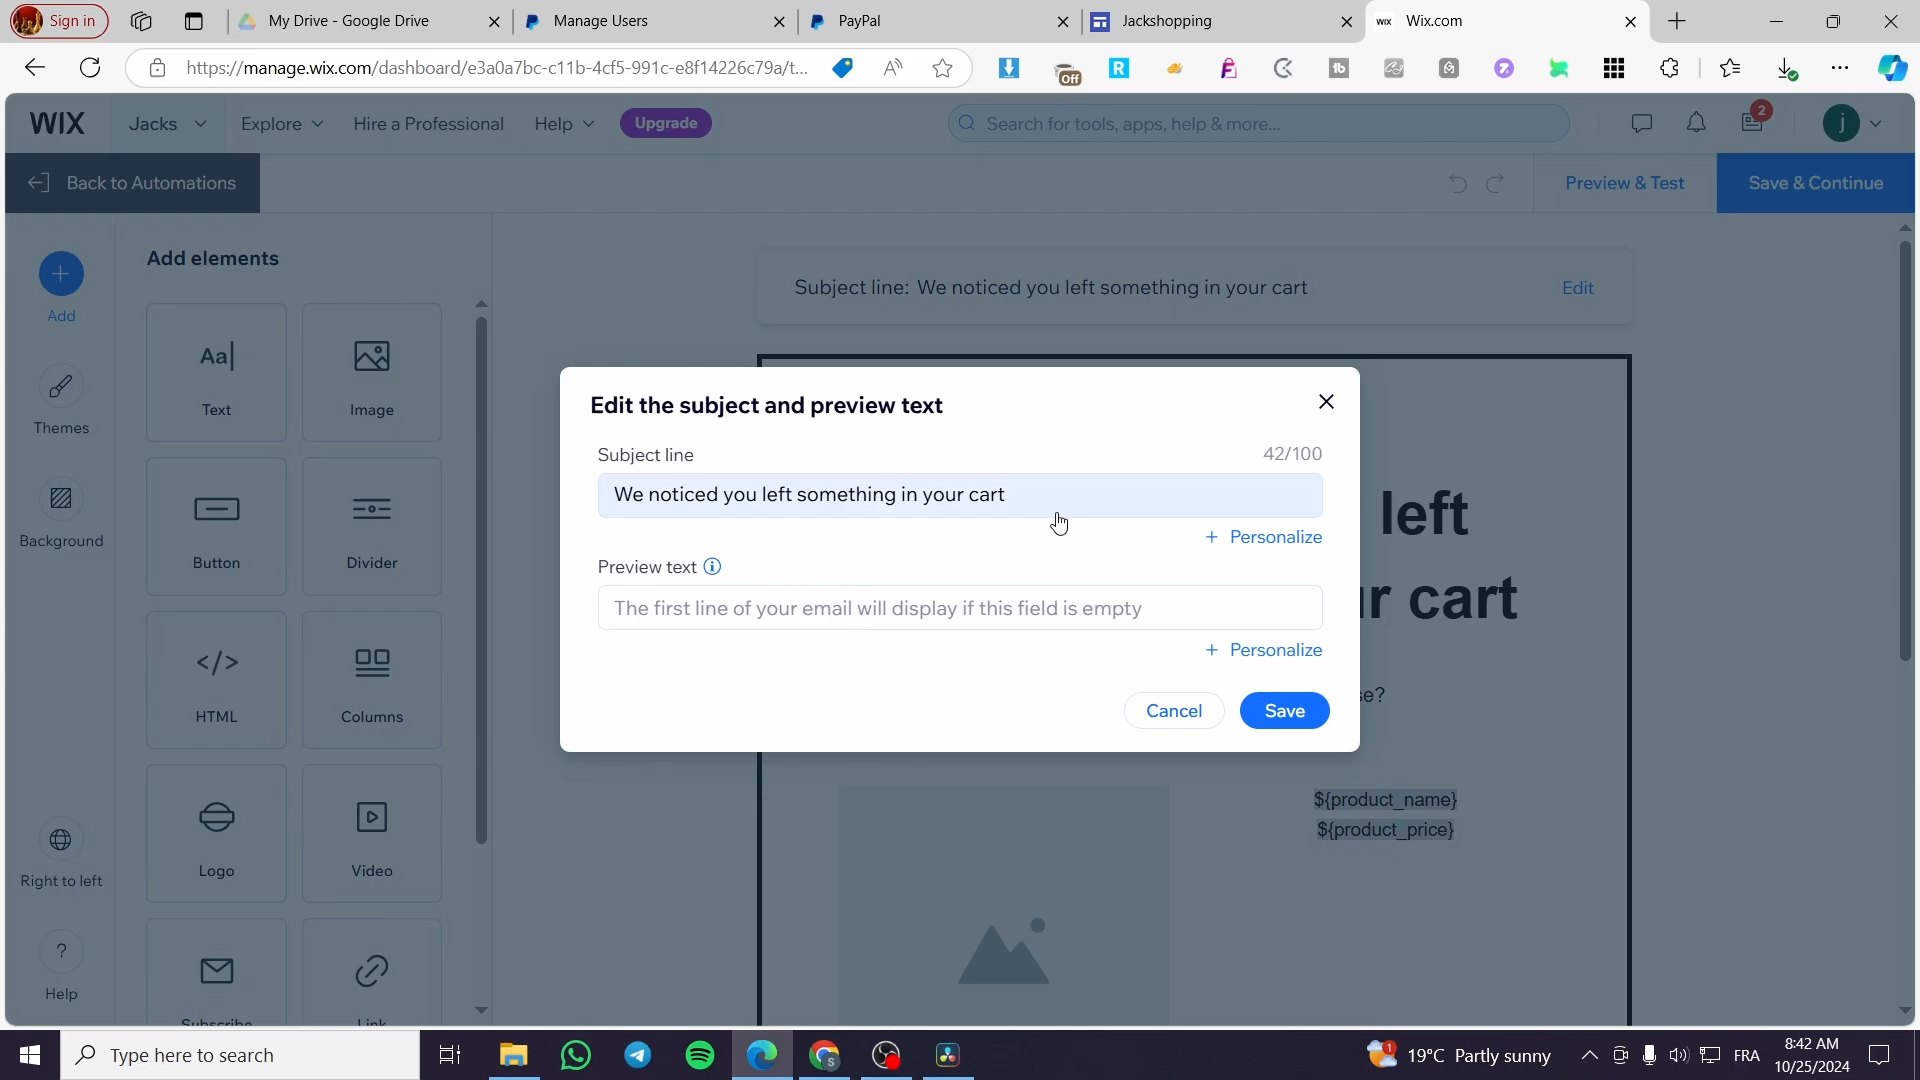 Sign in
My Drive - Google Drive
Manage Users
PayPal
Jackshopping
WIX
Wix.com
https://manage.wix.com/dashboard/e3a0a7bc-c11b-4cf5-991c-e8f14226c79a/t...
Off
WIX
Jacks
Explore
Hire a Professional
Help
Upgrade
Search for tools, apps, help & more...
2
j
Back to Automations
Preview & Test
Save & Continue
Add elements
Subject line: We noticed you left something in your cart
Edit
Add
Aa
Text
Image
Themes
Edit the subject and preview text
Subject line
42/100
We noticed you left something in your cart
+ Personalize
Preview text
The first line of your email will display if this field is empty
+ Personalize
Cancel
Save
left
r cart
se?
Background
Button
Divider
</>
HTML
Columns
${product_name}
${product_price}
Right to left
Logo
Video
?
Help
Subscribe
Link
Type here to search
19°C Partly sunny
FRA
8:42 AM
10/25/2024